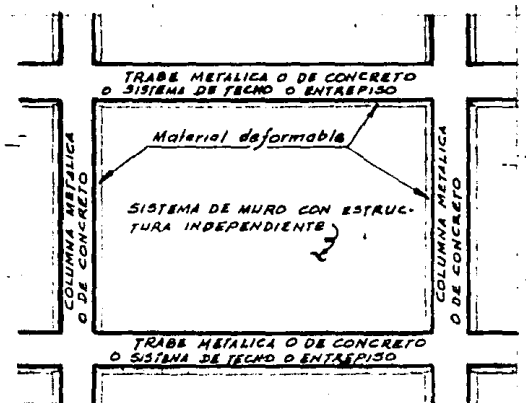 TRABE METALICA O DE CONCRETO
O SISTEMA DE TECHO O ENTREPISO
Material deformable
COLUMNA METALICA
O DE CONCRETO
SISTEMA DE MURO CON ESTRUC-
TURA INDEPENDIENTE
COLUMNA METALICA
O DE CONCRETO
TRABE METALICA O DE CONCRETO
O SISTEMA DE TECHO O ENTREPISO